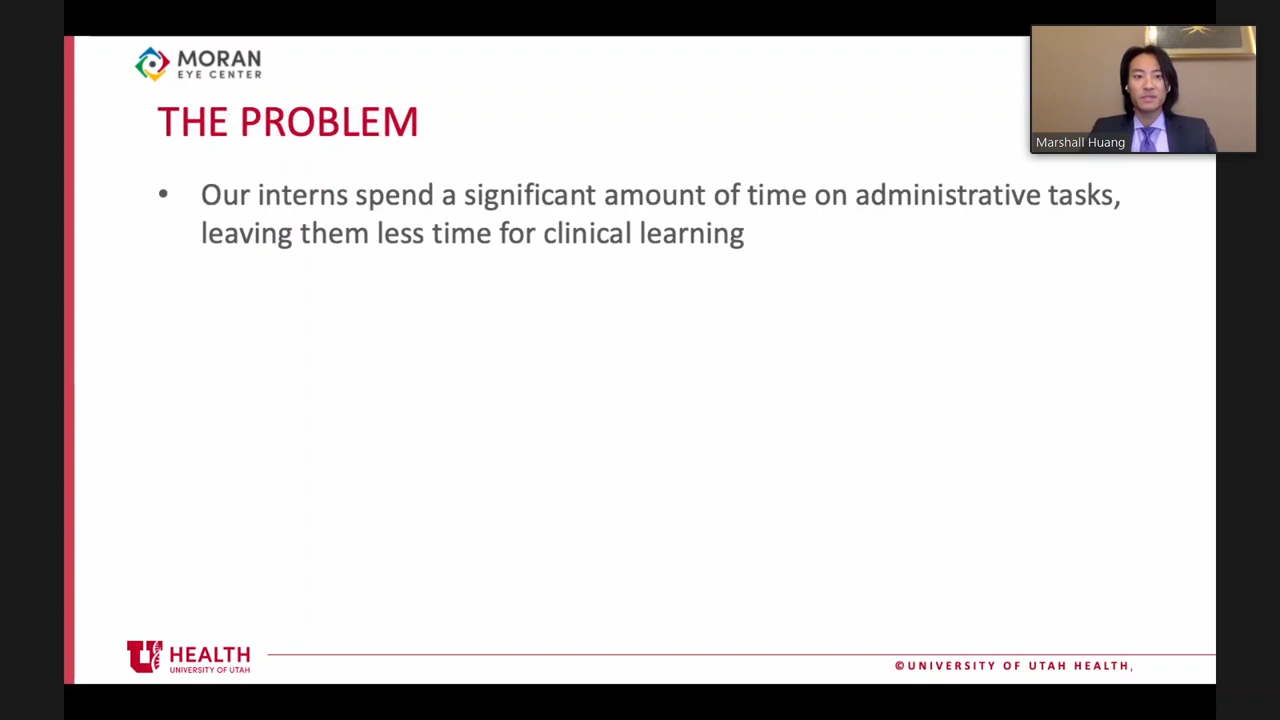 MORAN
EYE CENTER
Marshall Huang
THE PROBLEM
• Our interns spend a significant amount of time on administrative tasks,
leaving them less time for clinical learning
U HEALTH
UNIVERSITY OF UTAH
©UNIVERSITY OF UTAH HEALTH,